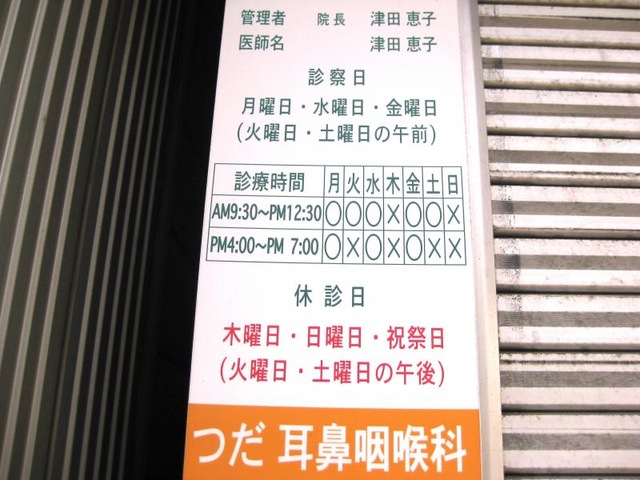 管理者 院長 津田 恵子
医師名 津田 恵子
診察日
月曜日・水曜日・金曜日
(火曜日・土曜日の午前)
診療時間 月 火 水 木 金 土 日
AM9:30〜PM12:30 ○ ○ ○ × ○ ○ ×
PM4:00〜PM 7:00 ○ × ○ × ○ × ×
休診日
木曜日・日曜日・祝祭日
(火曜日・土曜日の午後)
つだ 耳鼻咽喉科